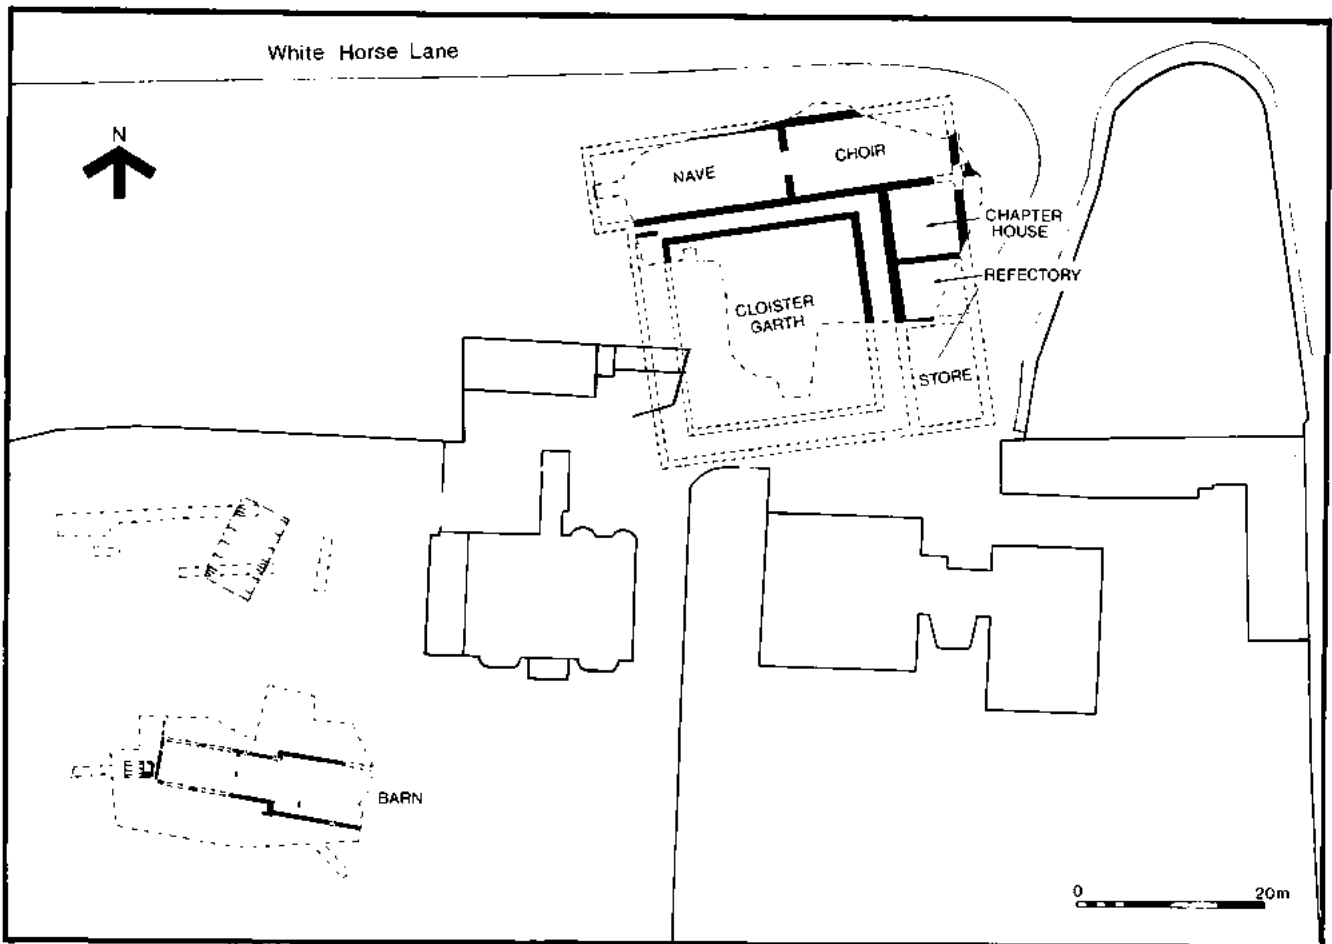 White Horse Lane
N
NAVE
CHOIR
CHAPTER
HOUSE
REFECTORY
CLOISTER
GARTH
STORE
BARN
0 20m